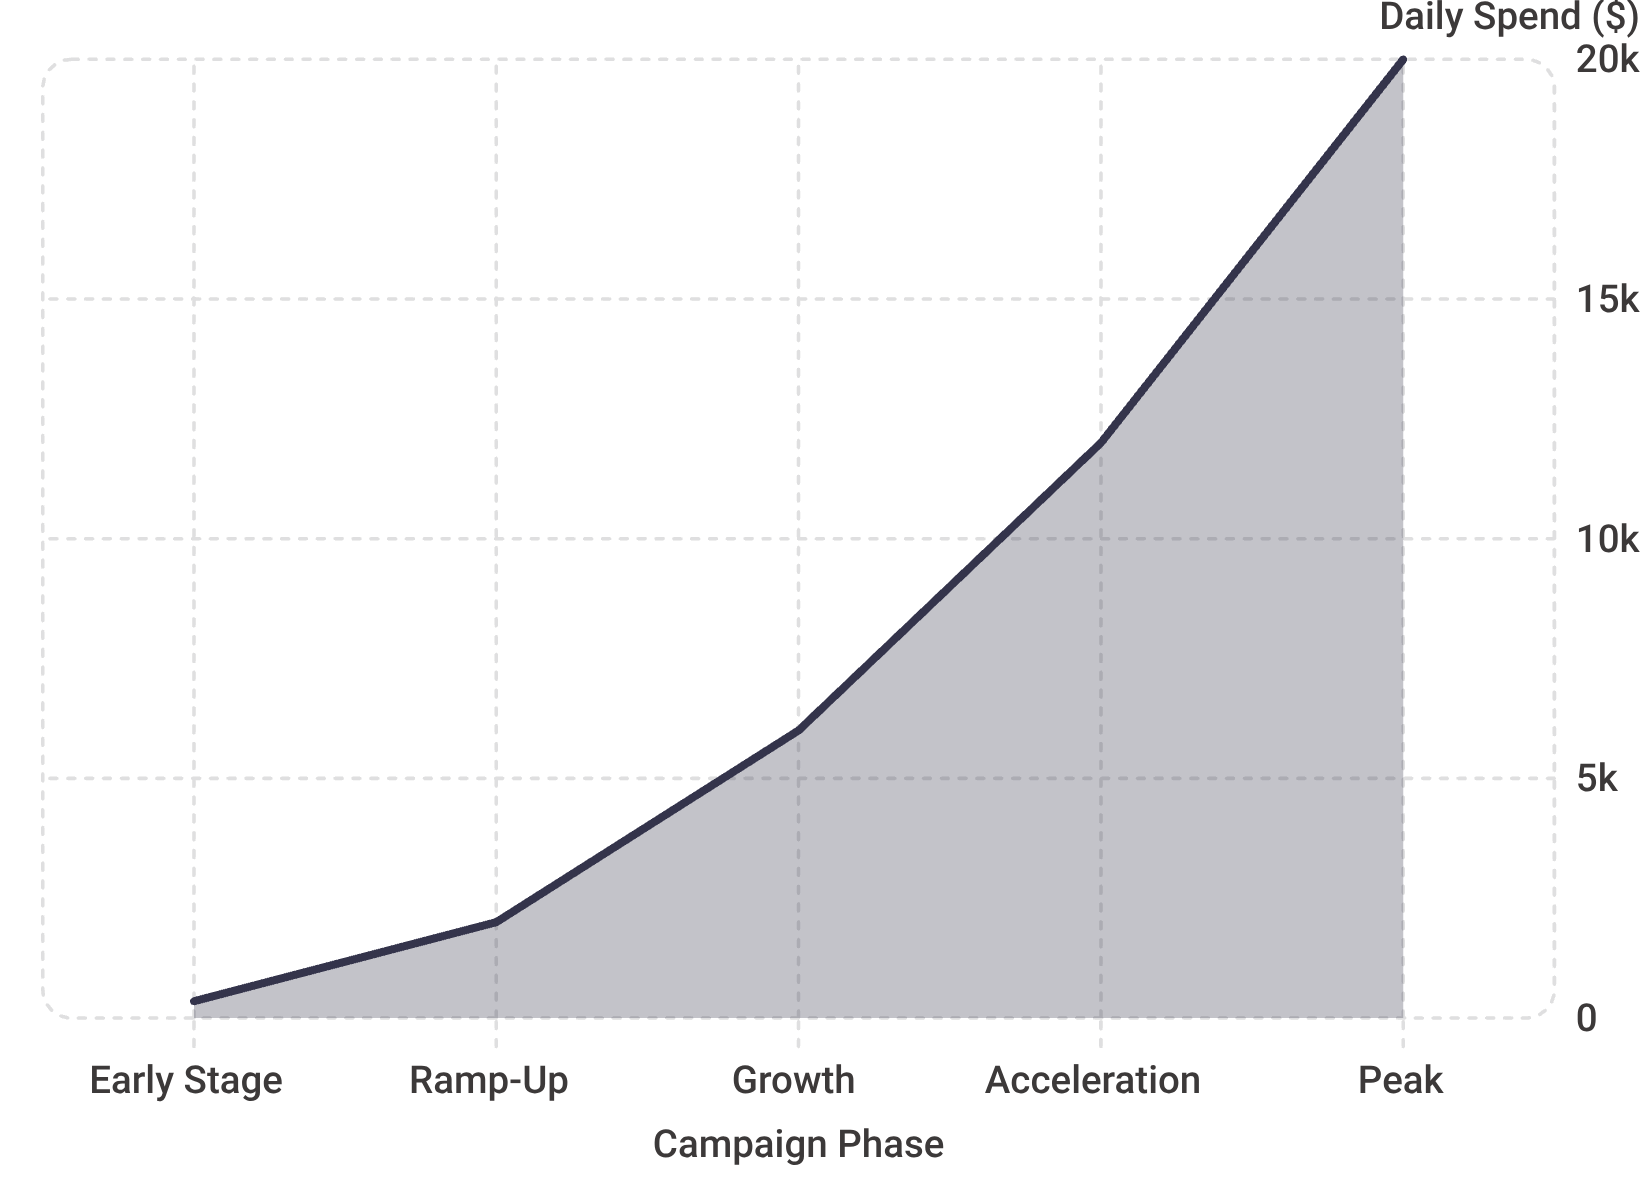 Daily Spend ($)
20k
15k
10k
5k
0
Early Stage Ramp-Up Growth Acceleration Peak
Campaign Phase